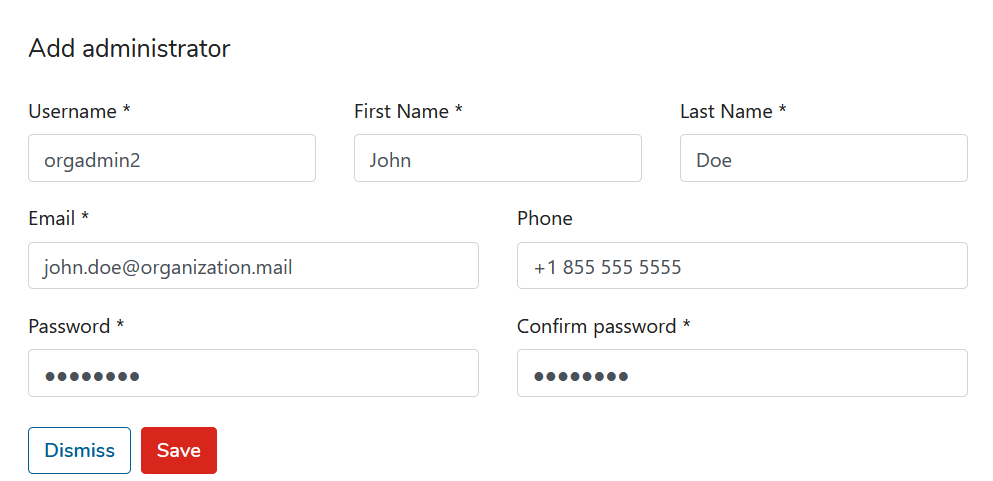 Add administrator
Username * First Name * Last Name *
orgadmin2 John Doe
Email * Phone
john.doe@organization.mail +1 855 555 5555
Password * Confirm password *
●●●●●●●● ●●●●●●●●
Dismiss Save